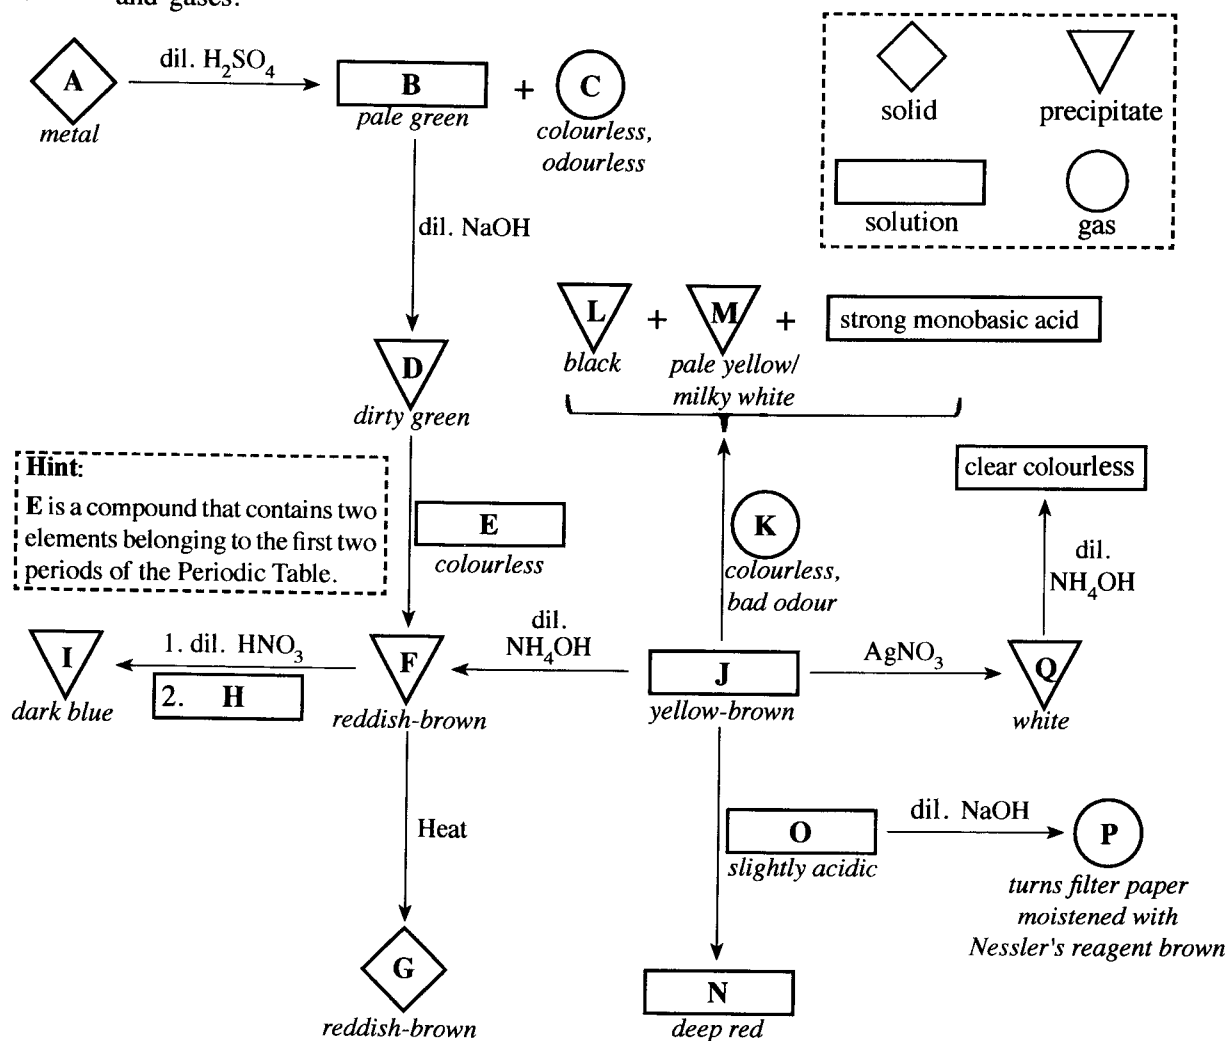 and gases.
A
metal
dil. H₂SO₄
B
pale green
+
C
colourless,
odourless
solid
precipitate
solution
gas
dil. NaOH
D
dirty green
L
black
+
M
pale yellow/
milky white
+
strong monobasic acid
Hint:
E is a compound that contains two
elements belonging to the first two
periods of the Periodic Table.
E
colourless
K
colourless,
bad odour
clear colourless
dil.
NH₄OH
I
dark blue
1. dil. HNO₃
2. H
F
reddish-brown
dil.
NH₄OH
J
yellow-brown
AgNO₃
Q
white
Heat
O
slightly acidic
dil. NaOH
P
turns filter paper
moistened with
Nessler's reagent brown
G
reddish-brown
N
deep red